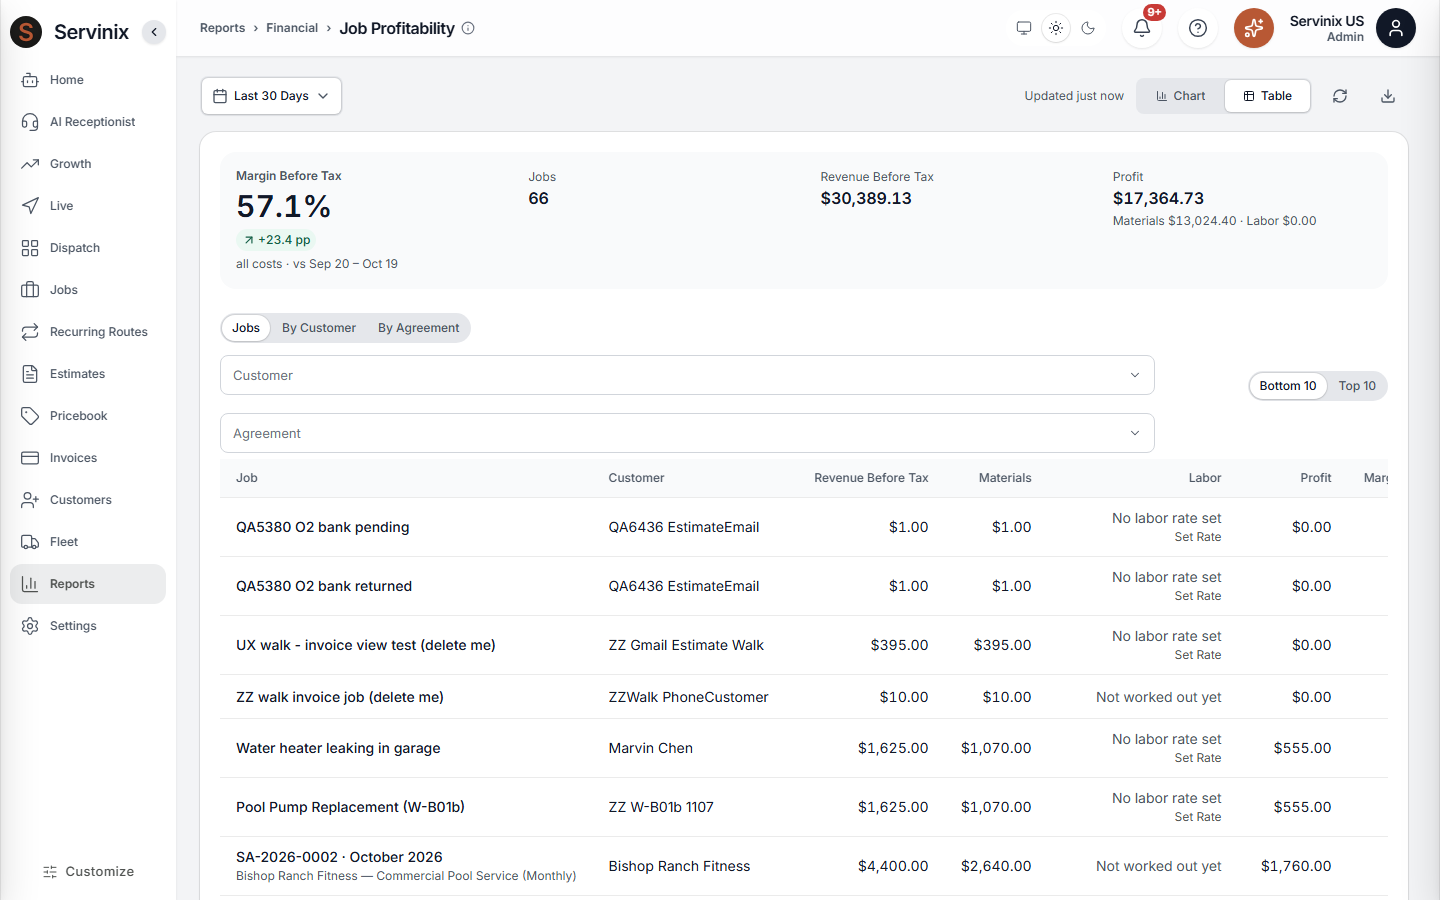 S Servinix
Reports › Financial › Job Profitability
9+
Servinix US
Admin
Home
AI Receptionist
Growth
Live
Dispatch
Jobs
Recurring Routes
Estimates
Pricebook
Invoices
Customers
Fleet
Reports
Settings
Customize
Last 30 Days
Updated just now
Chart
Table
Margin Before Tax
57.1%
+23.4 pp
all costs · vs Sep 20 – Oct 19
Jobs
66
Revenue Before Tax
$30,389.13
Profit
$17,364.73
Materials $13,024.40 · Labor $0.00
Jobs By Customer By Agreement
Customer
Agreement
Bottom 10 Top 10
Job Customer Revenue Before Tax Materials Labor Profit
QA5380 O2 bank pending QA6436 EstimateEmail $1.00 $1.00 No labor rate set $0.00
Set Rate
QA5380 O2 bank returned QA6436 EstimateEmail $1.00 $1.00 No labor rate set $0.00
Set Rate
UX walk - invoice view test (delete me) ZZ Gmail Estimate Walk $395.00 $395.00 No labor rate set $0.00
Set Rate
ZZ walk invoice job (delete me) ZZWalk PhoneCustomer $10.00 $10.00 Not worked out yet $0.00
Water heater leaking in garage Marvin Chen $1,625.00 $1,070.00 No labor rate set $555.00
Set Rate
Pool Pump Replacement (W-B01b) ZZ W-B01b 1107 $1,625.00 $1,070.00 No labor rate set $555.00
Set Rate
SA-2026-0002 · October 2026 Bishop Ranch Fitness $4,400.00 $2,640.00 Not worked out yet $1,760.00
Bishop Ranch Fitness — Commercial Pool Service (Monthly)